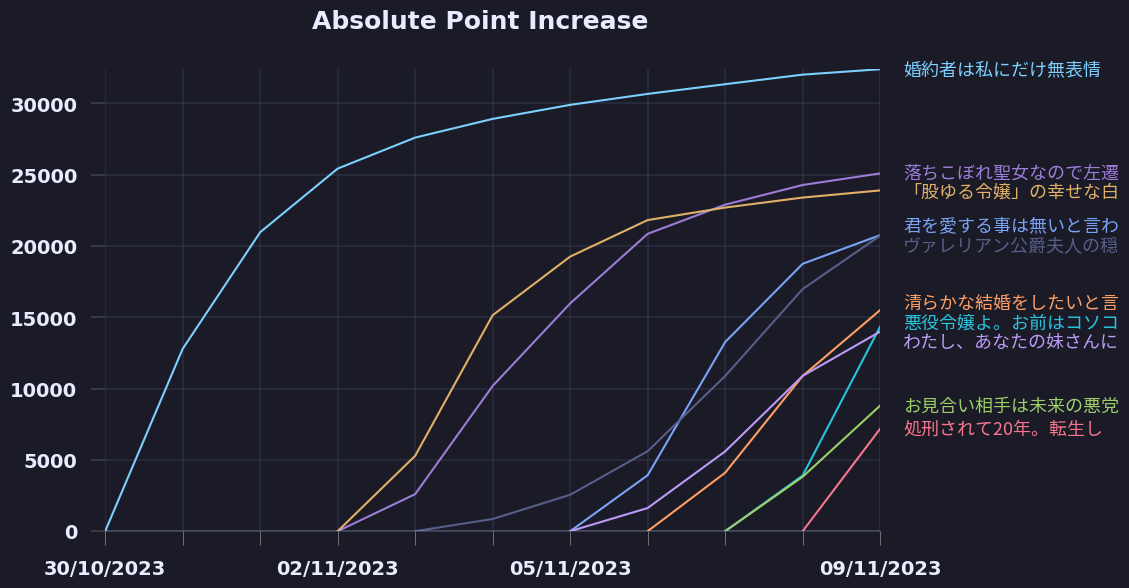 Absolute Point Increase
婚約者は私にだけ無表情
30000
25000
落ちこぼれ聖女なので左遷
「股ゆる令嬢」の幸せな白
君を愛する事は無いと言わ
20000
ヴァレリアン公爵夫人の穏
清らかな結婚をしたいと言
15000
悪役令嬢よ。お前はコソコ
わたし、あなたの妹さんに
10000
お見合い相手は未来の悪党
処刑されて20年。転生し
5000
0
30/10/2023
02/11/2023
05/11/2023
09/11/2023